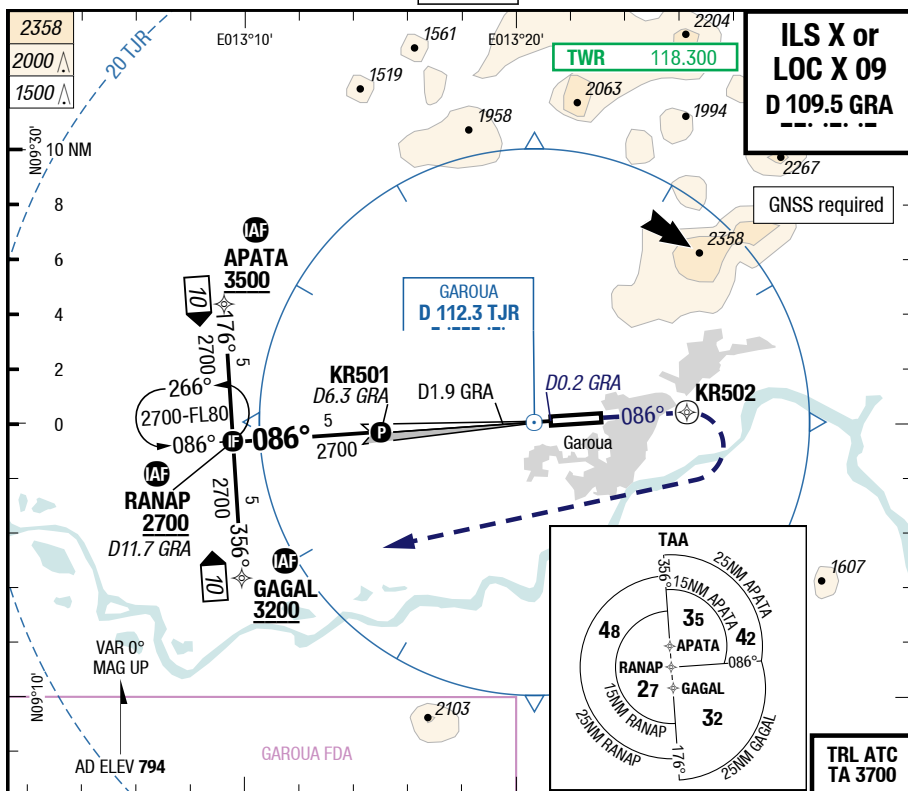 2358
2000
1500
20 TJR
E013°10'
E013°20'
1561
1519
1958
2204
2063
1994
2267
2358
TWR 118.300
ILS X or
LOC X 09
D 109.5 GRA
GNSS required
N09°30'
10 NM
8
6
4
2
0
IAF
APATA
3500
10
176°
5
2700
GAROUA
D 112.3 TJR
KR501
D6.3 GRA
D1.9 GRA
D0.2 GRA
KR502
266°
2700-FL80
086°
IF
086°
5
2700
P
086°
Garoua
IAF
RANAP
2700
D11.7 GRA
2700
5
356°
10
IAF
GAGAL
3200
1607
VAR 0°
MAG UP
N09°10'
AD ELEV 794
2103
GAROUA FDA
TAA
356°
25NM APATA
15NM APATA
48
35
42
APATA
086°
RANAP
GAGAL
27
32
15NM RANAP
25NM RANAP
176°
25NM GAGAL
TRL ATC
TA 3700